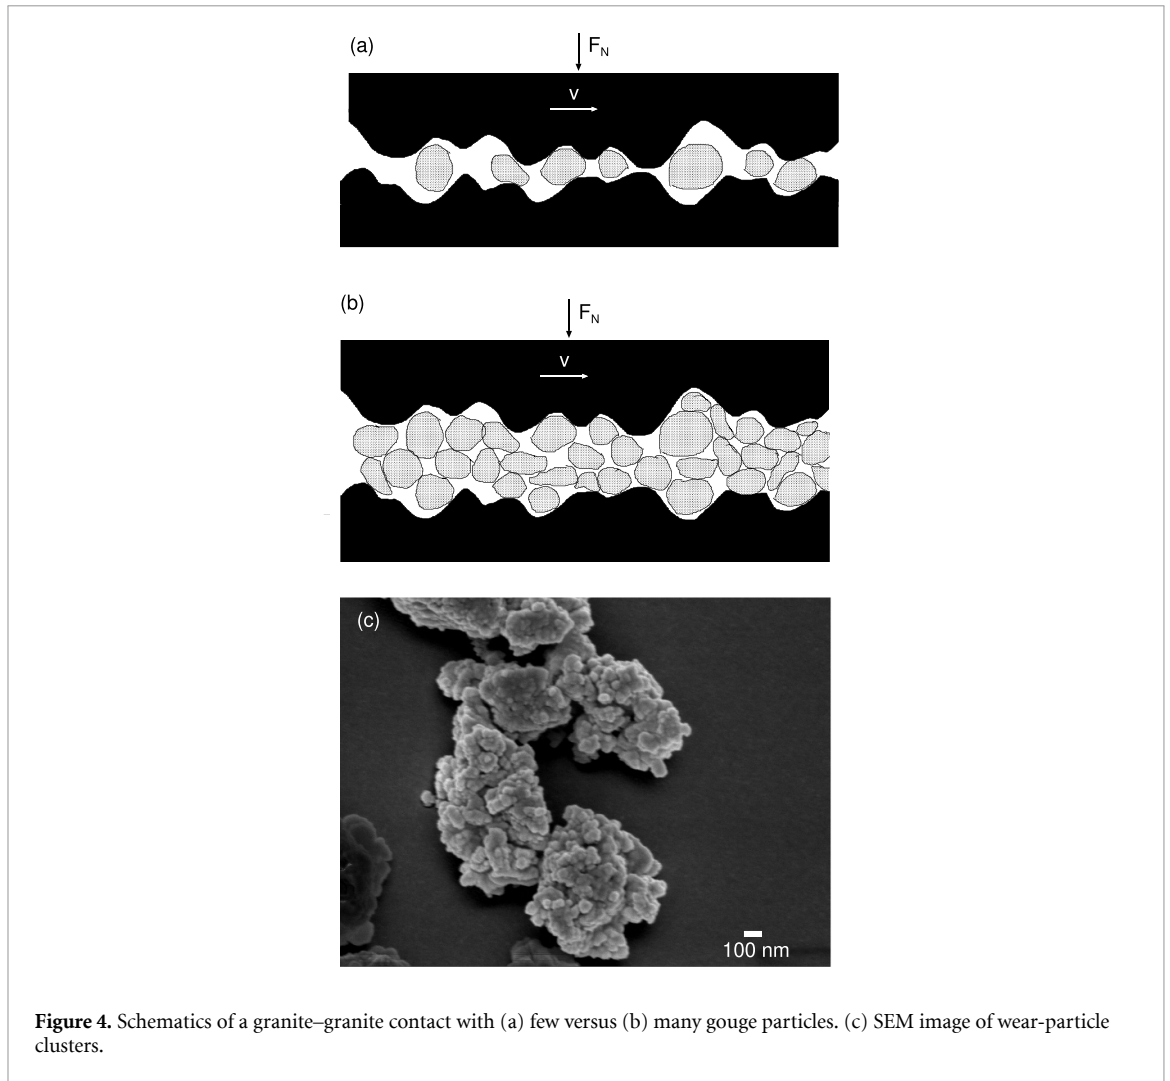 (a)
F_N
v
(b)
F_N
v
(c)
100 nm
Figure 4. Schematics of a granite–granite contact with (a) few versus (b) many gouge particles. (c) SEM image of wear-particle
clusters.